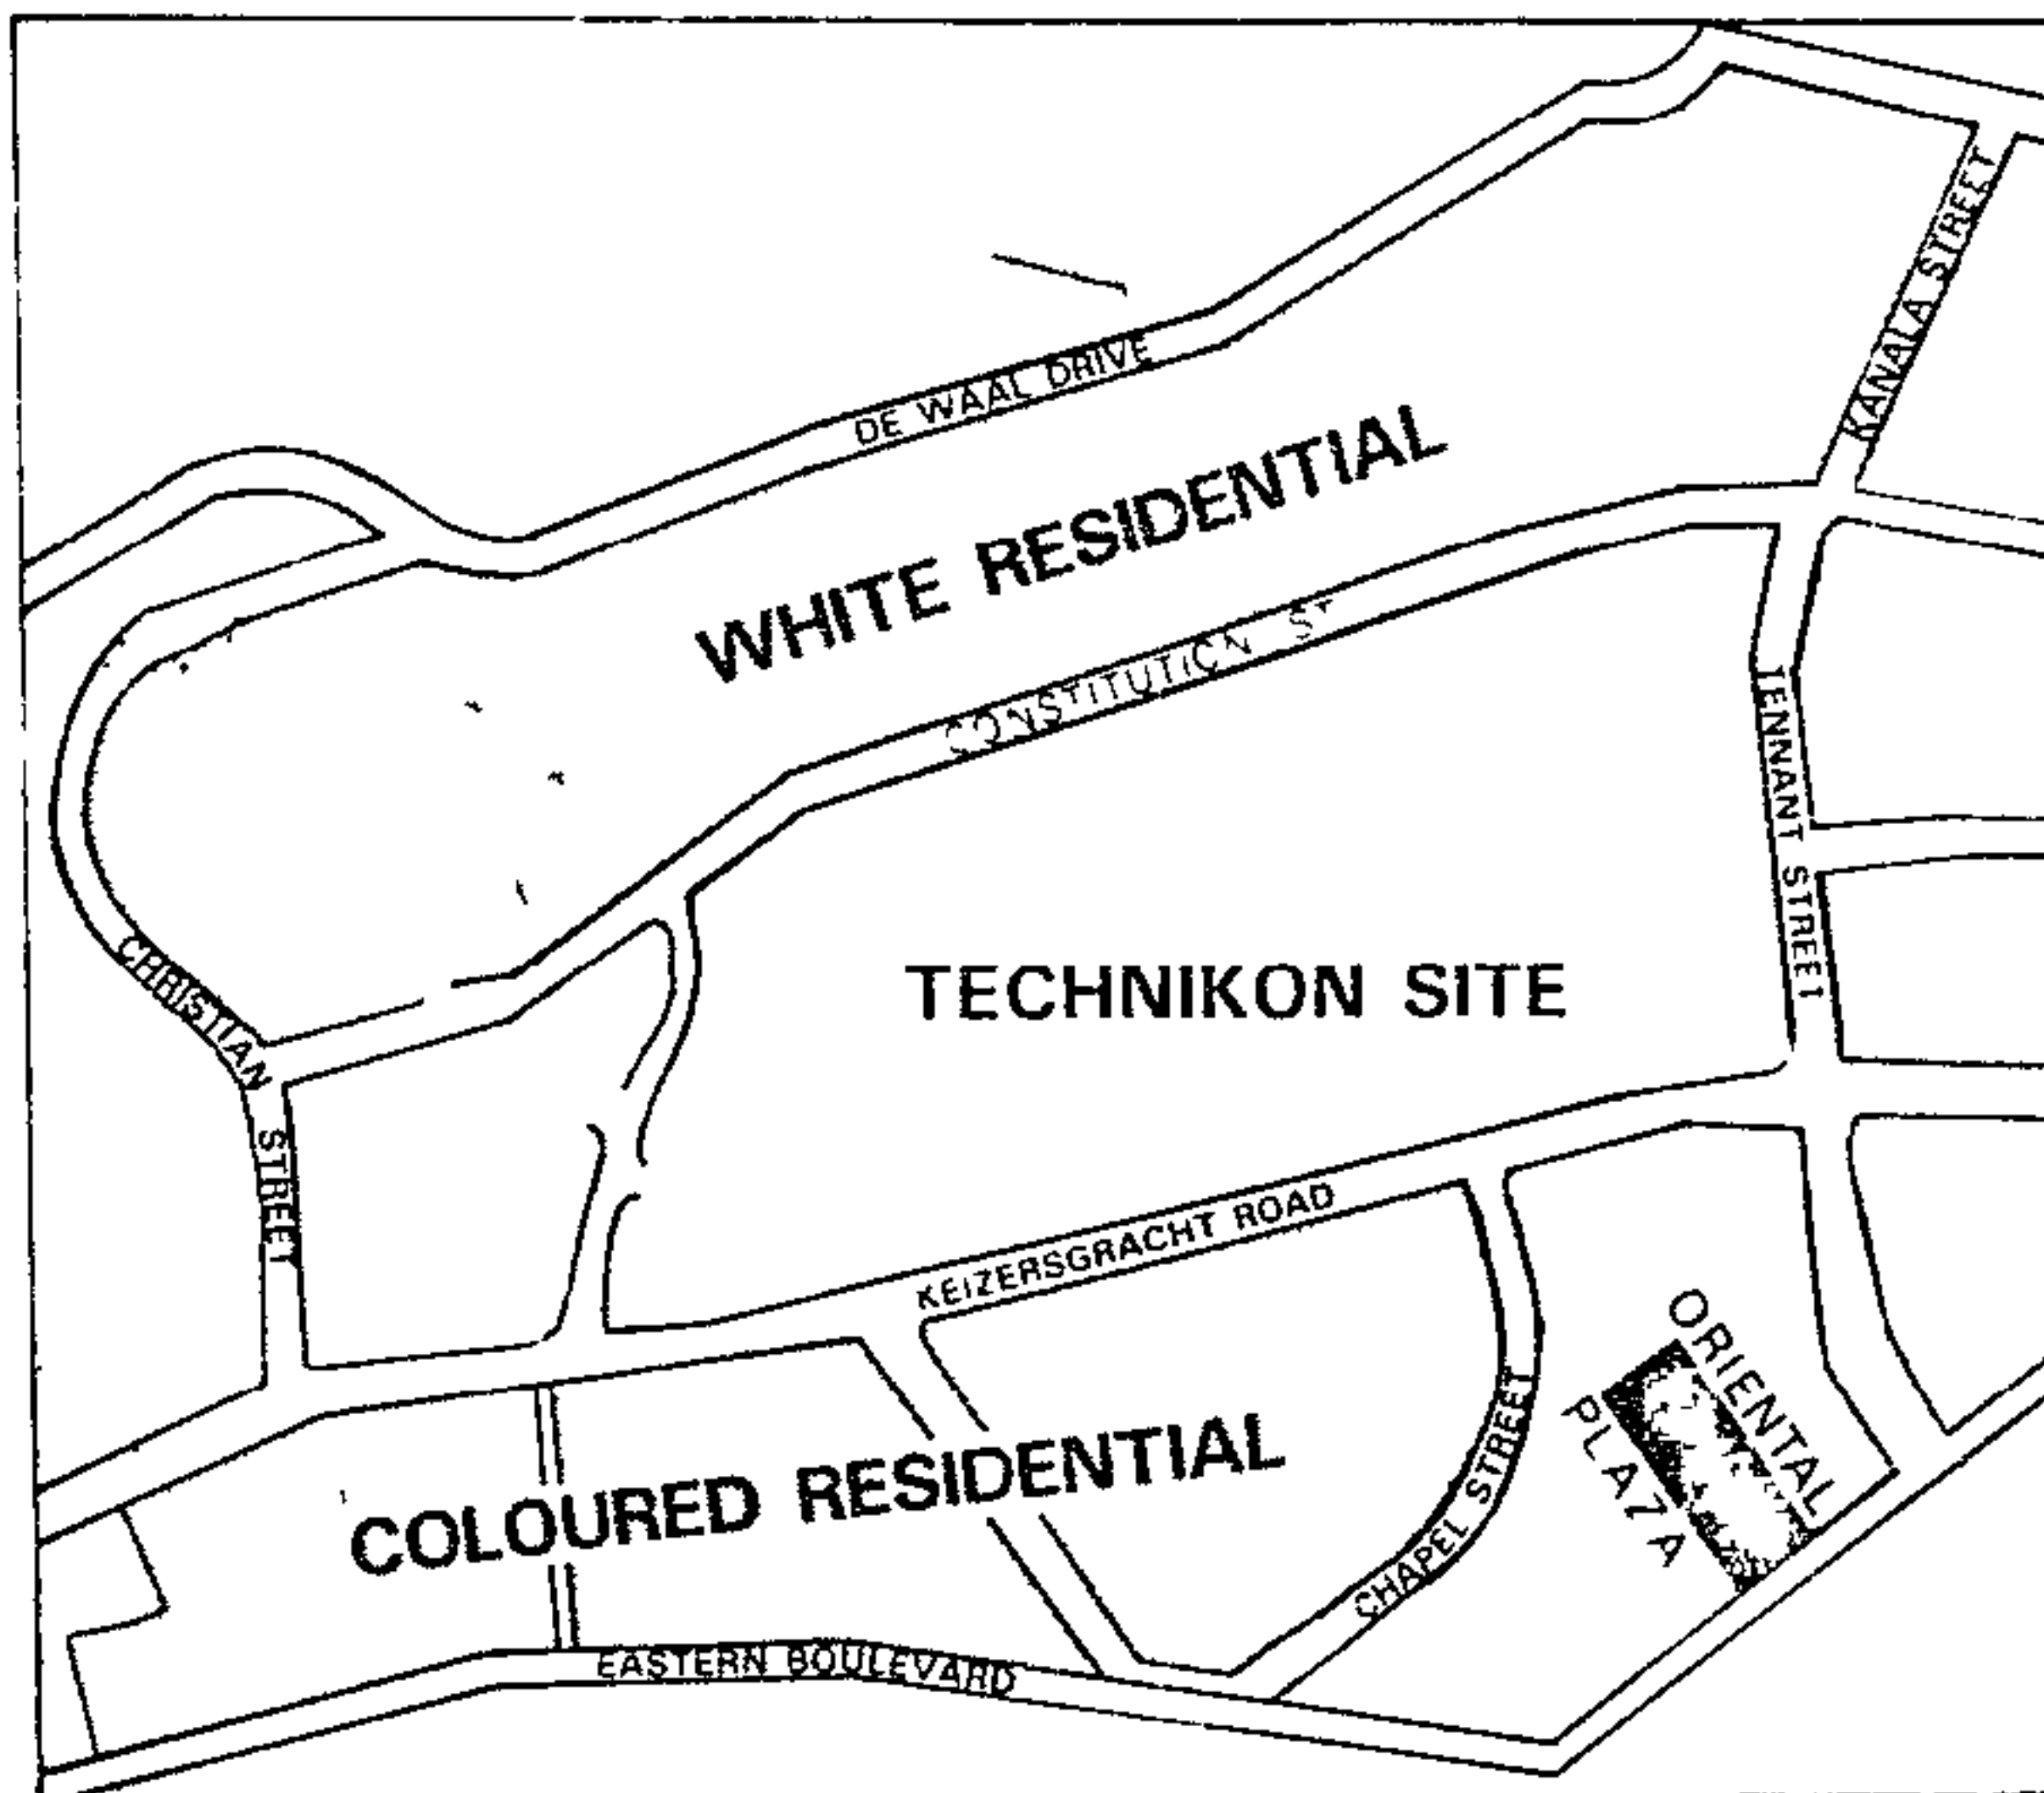 KANALA STREET
DE WAAL DRIVE
WHITE RESIDENTIAL
CONSTITUTION ST
TENNANT STREET
CHRISTIAN STREET
TECHNIKON SITE
KEIZERSGRACHT ROAD
ORIENTAL
PLAZA
COLOURED RESIDENTIAL
CHAPEL STREET
EASTERN BOULEVARD